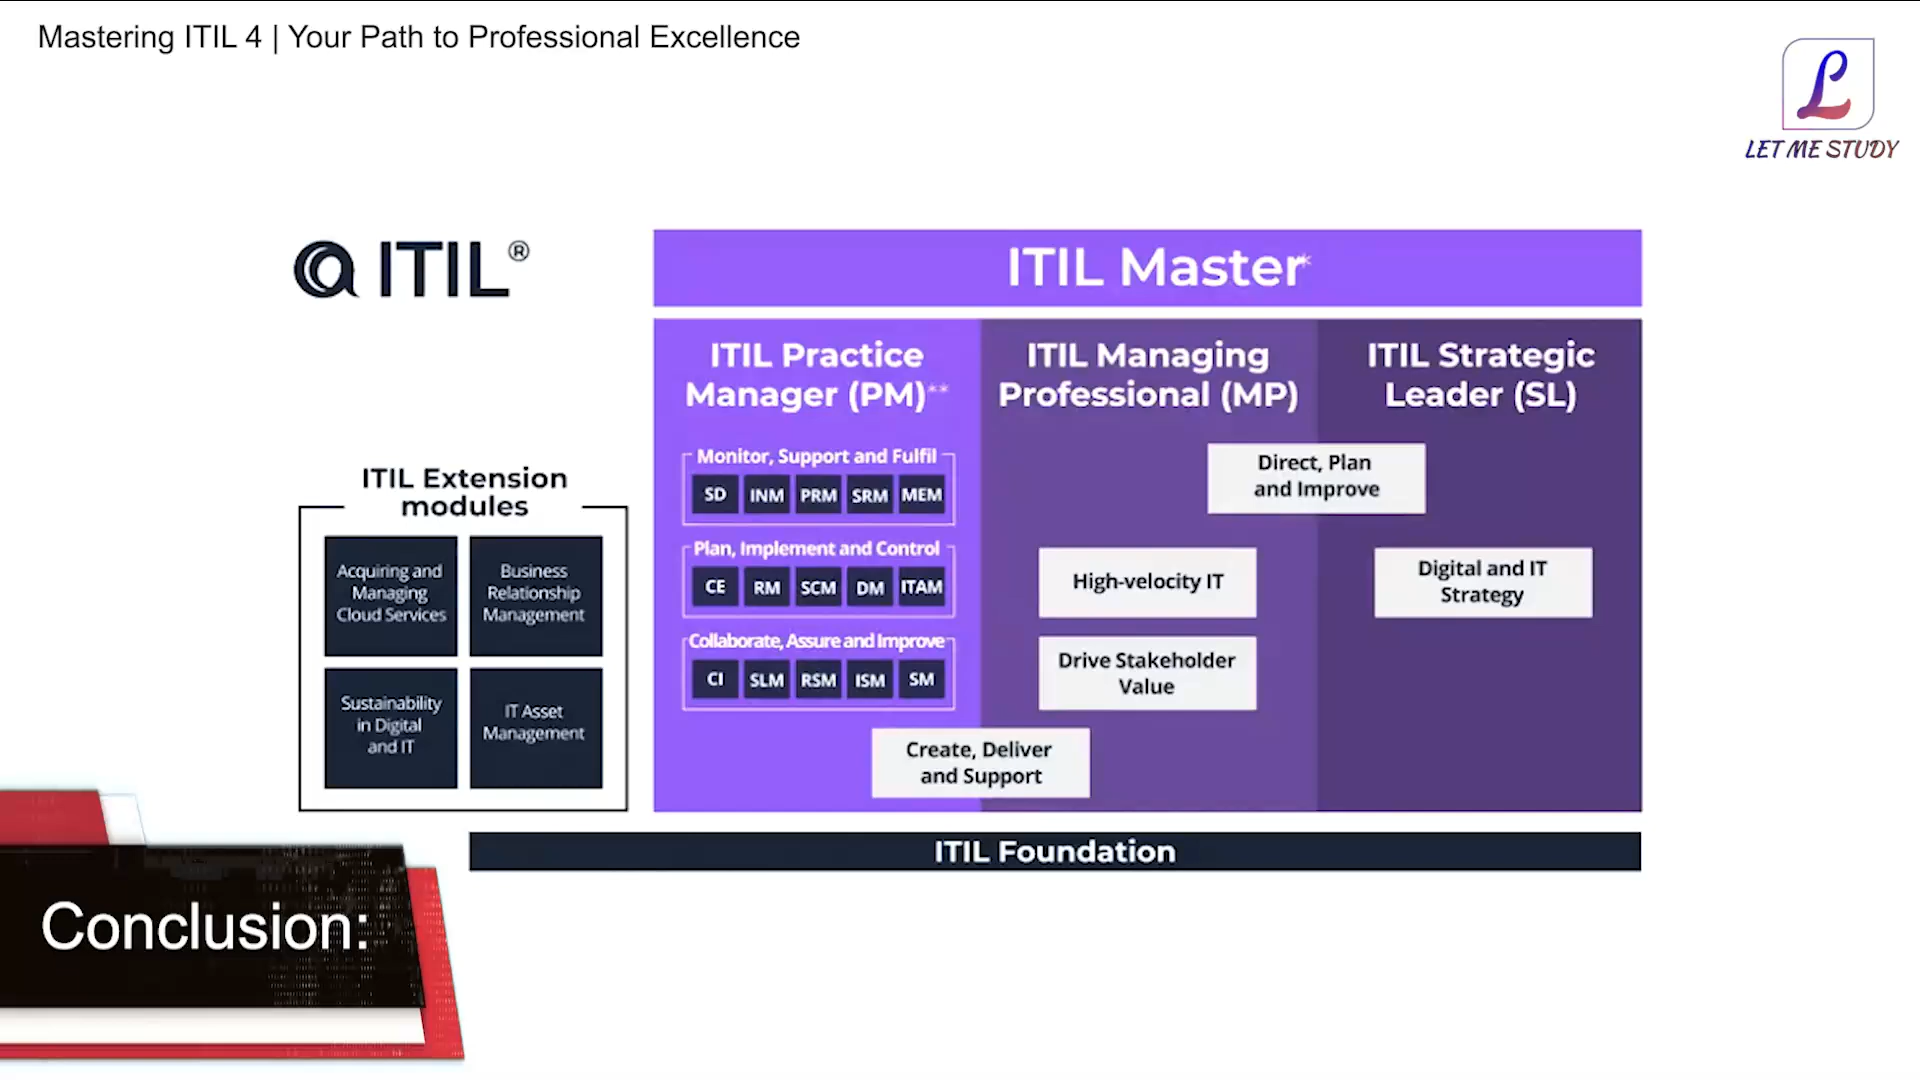 Mastering ITIL 4 | Your Path to Professional Excellence
L
LET ME STUDY
ITIL®
ITIL Master*
ITIL Practice
Manager (PM)**
Monitor, Support and Fulfil
SD INM PRM SRM MEM
Plan, Implement and Control
CE RM SCM DM ITAM
Collaborate, Assure and Improve
CI SLM RSM ISM SM
ITIL Managing
Professional (MP)
ITIL Strategic
Leader (SL)
Direct, Plan
and Improve
High-velocity IT
Digital and IT
Strategy
Drive Stakeholder
Value
Create, Deliver
and Support
ITIL Extension
modules
Acquiring and
Managing
Cloud Services
Business
Relationship
Management
Sustainability
in Digital
and IT
IT Asset
Management
ITIL Foundation
Conclusion: